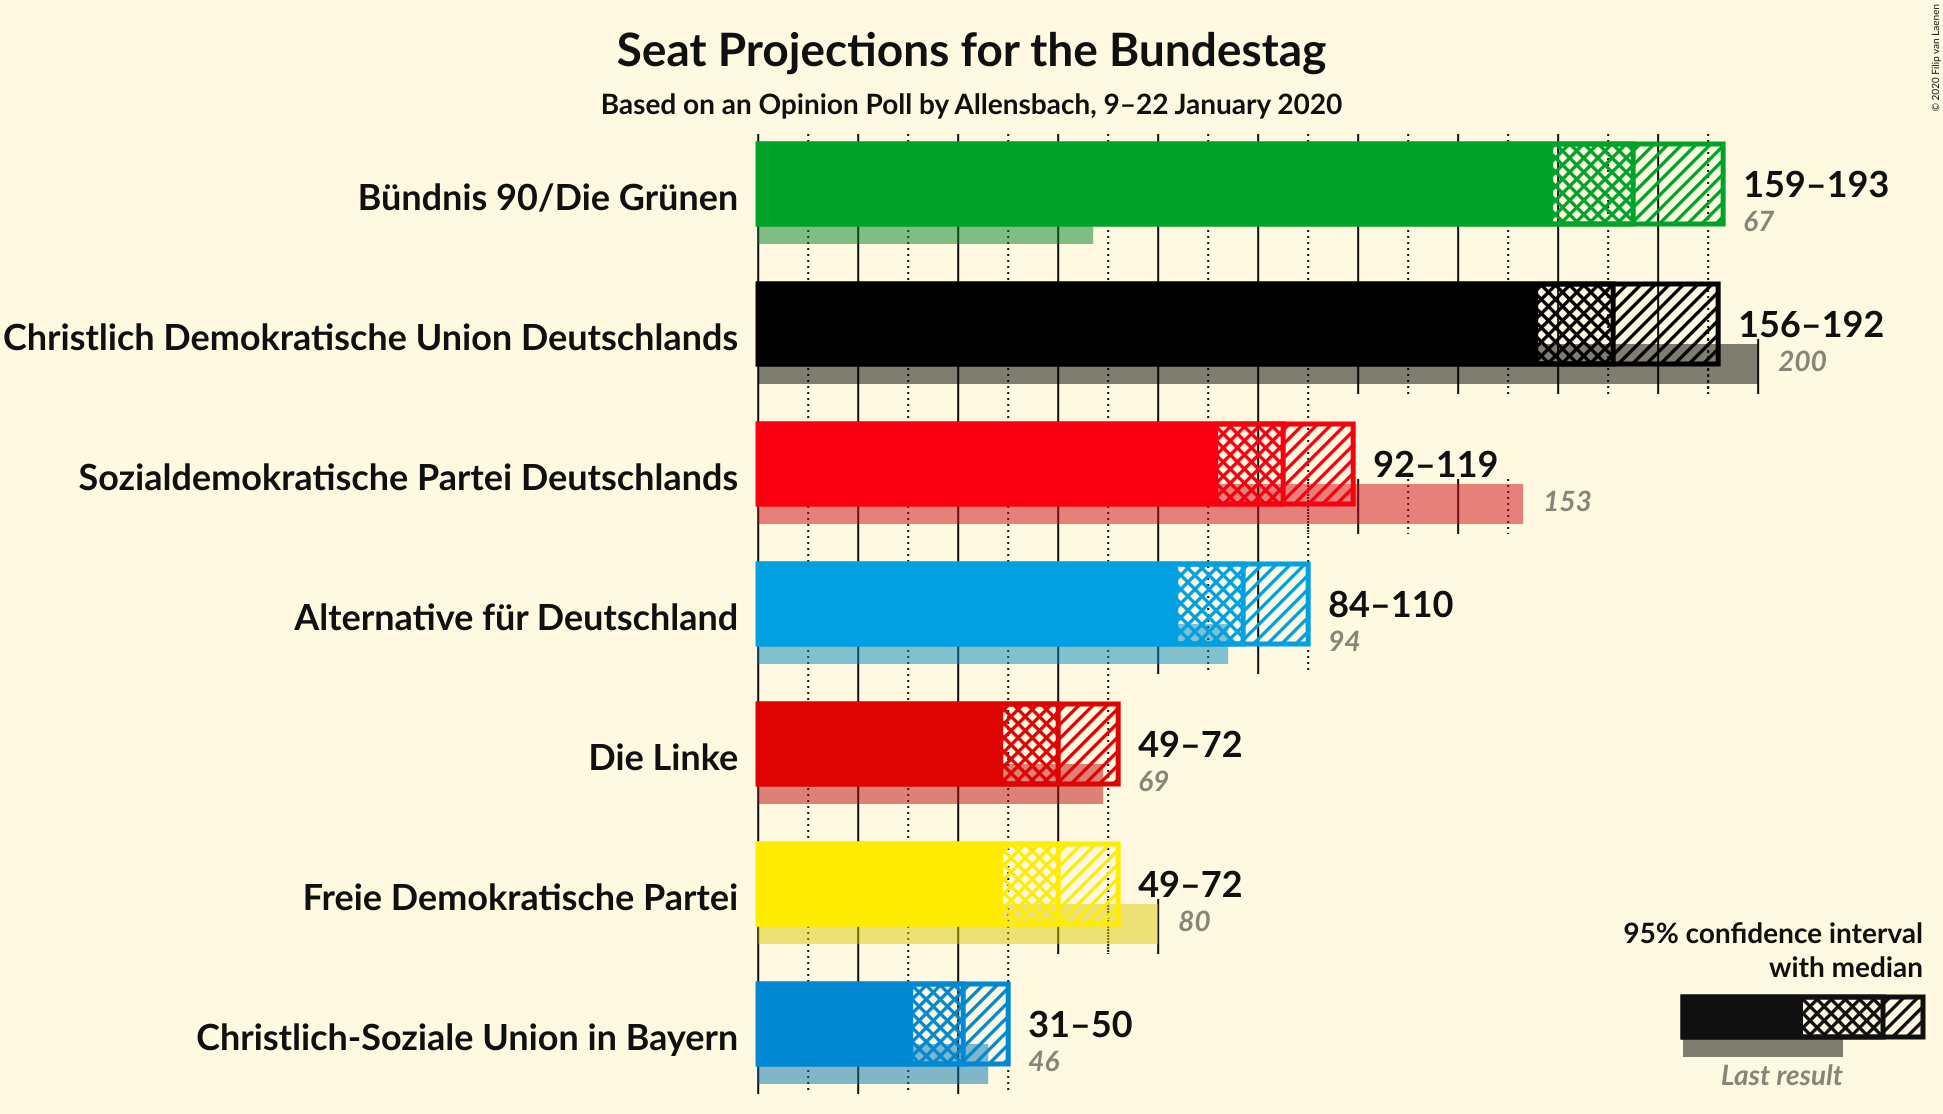 Seat Projections for the Bundestag
Based on an Opinion Poll by Allensbach, 9–22 January 2020
© 2020 Filip van Laenen
Bündnis 90/Die Grünen
159–193
67
Christlich Demokratische Union Deutschlands
156–192
200
Sozialdemokratische Partei Deutschlands
92–119
153
Alternative für Deutschland
84–110
94
Die Linke
49–72
69
Freie Demokratische Partei
49–72
80
Christlich-Soziale Union in Bayern
31–50
46
95% confidence interval
with median
Last result